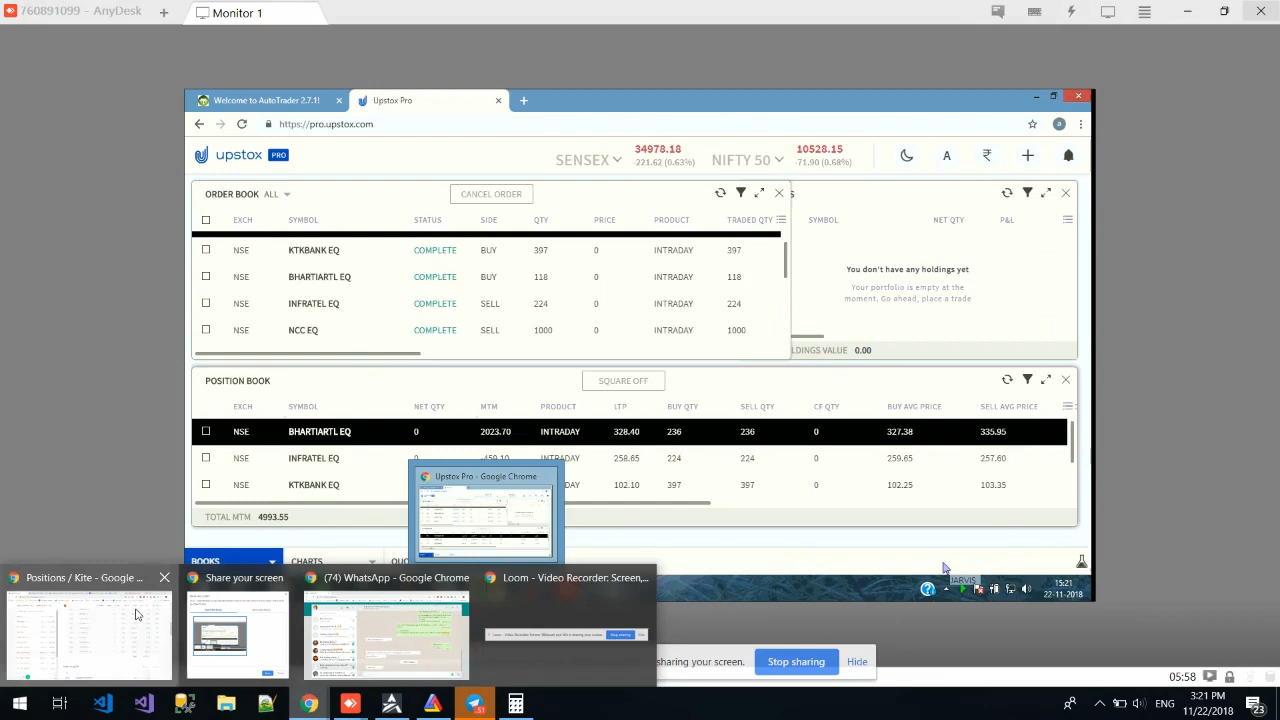 760891099 - AnyDesk
Monitor 1
Welcome to AutoTrader 2.7.1!
Upstox Pro
https://pro.upstox.com
a
upstox PRO
SENSEX 34978.18 -221.62 (0.63%)
NIFTY 50 10528.15 -71.90 (0.68%)
A
ORDER BOOK ALL
CANCEL ORDER
S
EXCH SYMBOL STATUS SIDE QTY PRICE PRODUCT TRADED QTY
NSE KTKBANK EQ COMPLETE BUY 397 0 INTRADAY 397
NSE BHARTIARTL EQ COMPLETE BUY 118 0 INTRADAY 118
NSE INFRATEL EQ COMPLETE SELL 224 0 INTRADAY 224
NSE NCC EQ COMPLETE SELL 1000 0 INTRADAY 1000
SYMBOL NET QTY P&L
You don't have any holdings yet
Your portfolio is empty at the
moment. Go ahead, place a trade
LDINGS VALUE 0.00
POSITION BOOK
SQUARE OFF
EXCH SYMBOL NET QTY MTM PRODUCT LTP BUY QTY SELL QTY CF QTY BUY AVG PRICE SELL AVG PRICE
NSE BHARTIARTL EQ 0 2023.70 INTRADAY 328.40 236 236 0 327.38 335.95
NSE INFRATEL EQ 0 -459.10 INTRADAY 258.65 224 224 0 259.65 257.60
NSE KTKBANK EQ 102.10 397 397 0 102.25 103.35
TOTAL MTM 4993.55
Upstox Pro - Google Chrome
BOOKS
CHARTS
QUO
JARVIS
15:21
22-11-2018
Positions / Kite - Google ...
Share your screen
(74) WhatsApp - Google Chrome
Loom - Video Recorder: Screen,...
Stop sharing
sharing your
Stop sharing
Hide
05:58
51
ENG
3:21 PM
11/22/2018
23